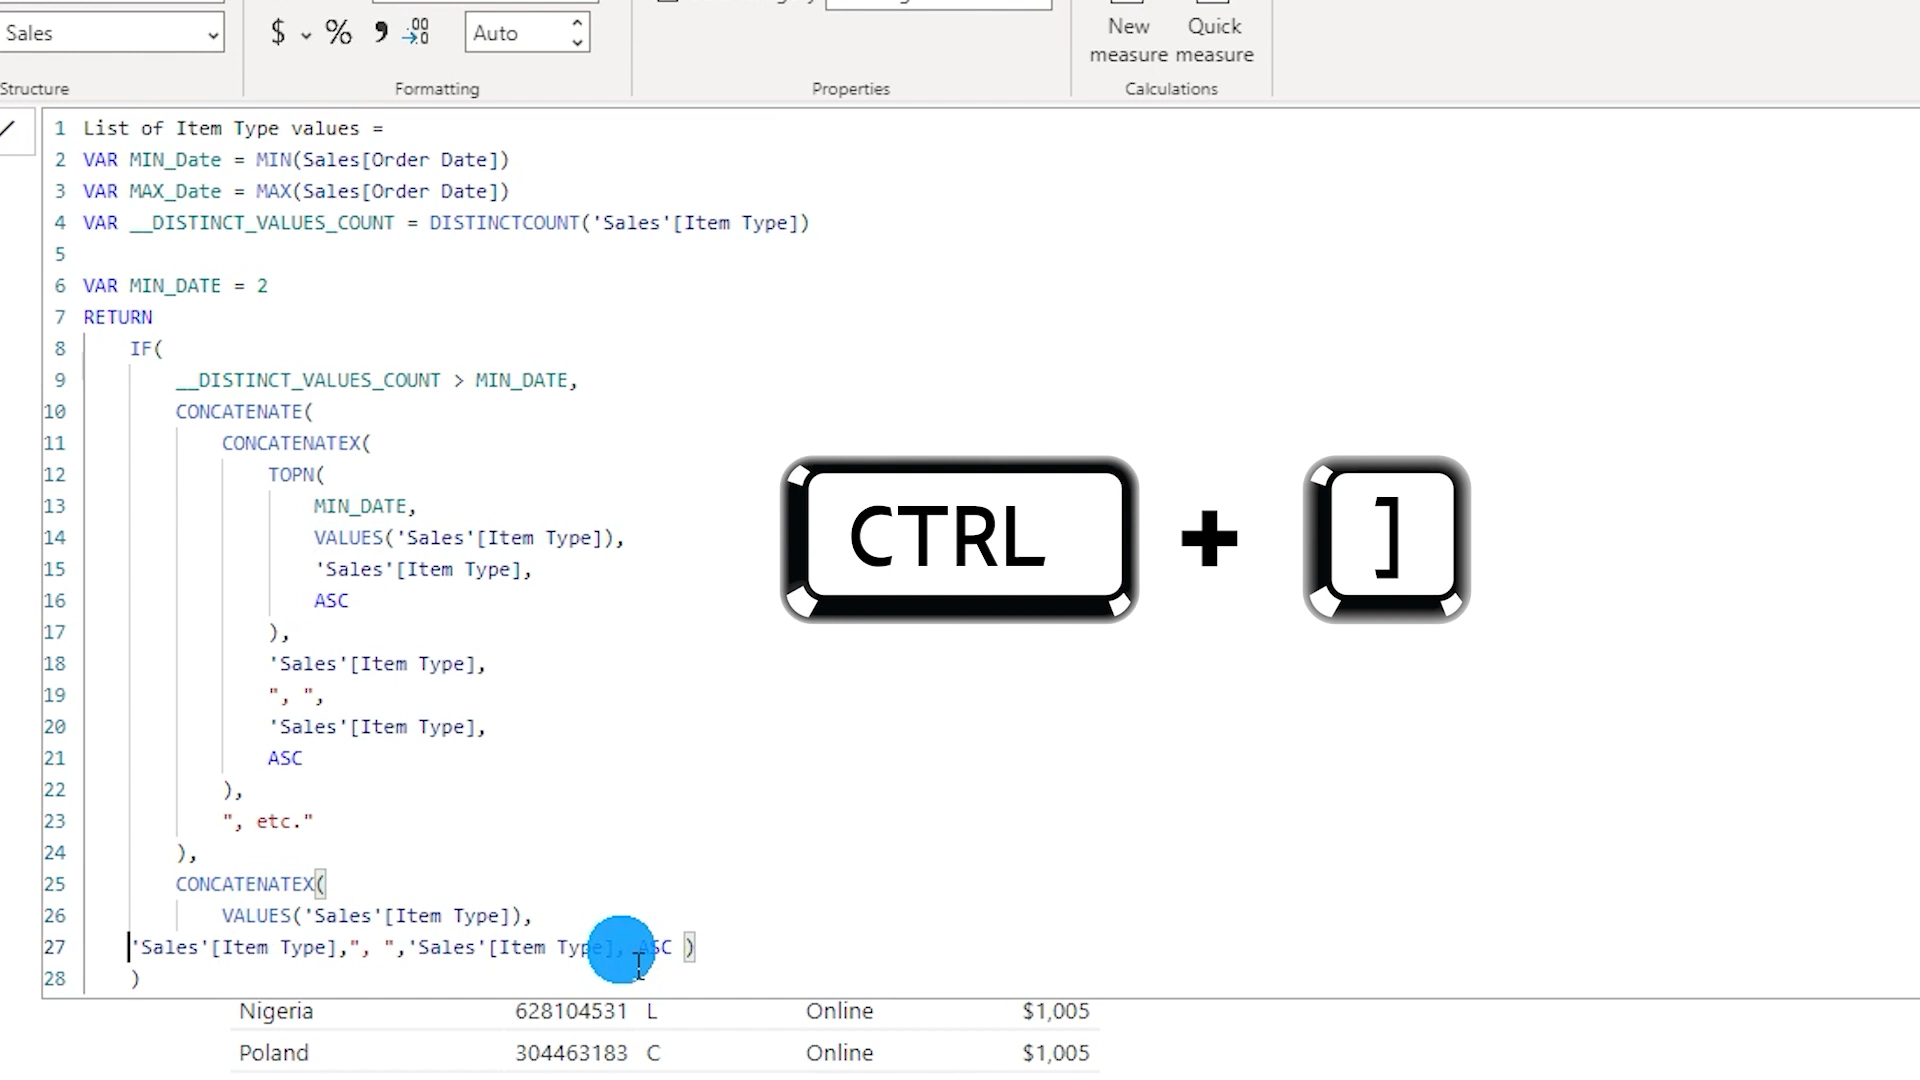 Sales
$ % , .00 →.0
Auto
New measure
Quick measure
Structure
Formatting
Properties
Calculations
1 List of Item Type values =
2 VAR MIN_Date = MIN(Sales[Order Date])
3 VAR MAX_Date = MAX(Sales[Order Date])
4 VAR __DISTINCT_VALUES_COUNT = DISTINCTCOUNT('Sales'[Item Type])
5
6 VAR MIN_DATE = 2
7 RETURN
8 IF(
9 __DISTINCT_VALUES_COUNT > MIN_DATE,
10 CONCATENATE(
11 CONCATENATEX(
12 TOPN(
13 MIN_DATE,
14 VALUES('Sales'[Item Type]),
15 'Sales'[Item Type],
16 ASC
17 ),
18 'Sales'[Item Type],
19 ", ",
20 'Sales'[Item Type],
21 ASC
22 ),
23 ", etc."
24 ),
25 CONCATENATEX(
26 VALUES('Sales'[Item Type]),
27 'Sales'[Item Type],", ",'Sales'[Item Type], ASC )
28 )
CTRL + ]
Nigeria 628104531 L Online $1,005
Poland 304463183 C Online $1,005